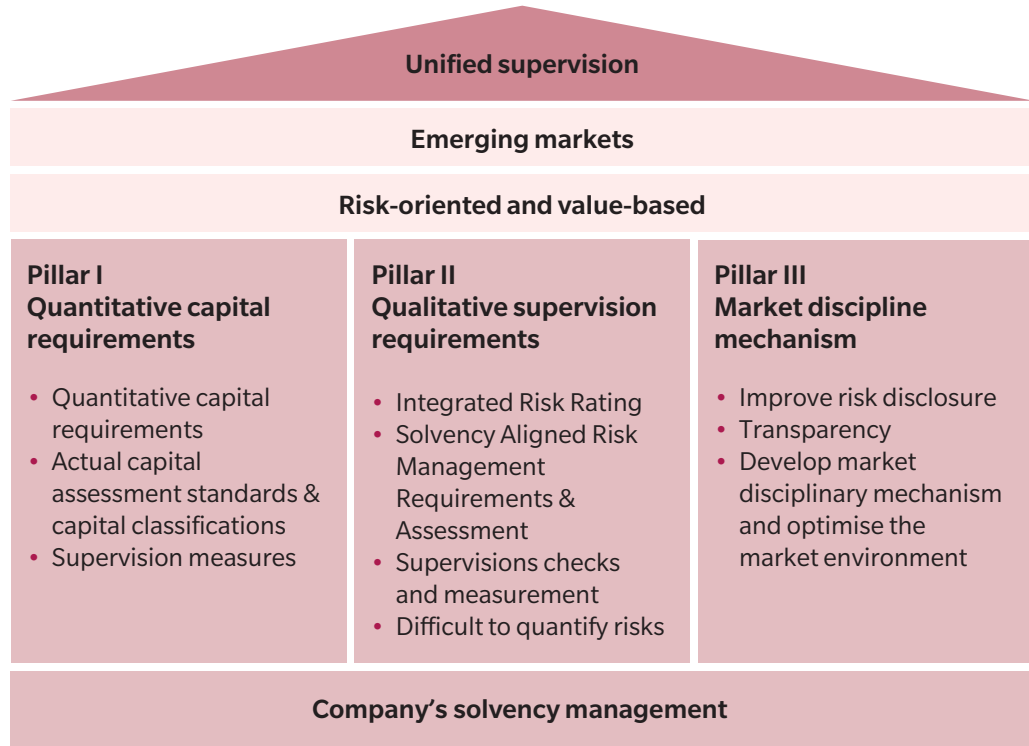 Unified supervision
Emerging markets
Risk-oriented and value-based
Pillar I
Quantitative capital
requirements
• Quantitative capital
requirements
• Actual capital
assessment standards &
capital classifications
• Supervision measures
Pillar II
Qualitative supervision
requirements
• Integrated Risk Rating
• Solvency Aligned Risk
Management
Requirements &
Assessment
• Supervisions checks
and measurement
• Difficult to quantify risks
Pillar III
Market discipline
mechanism
• Improve risk disclosure
• Transparency
• Develop market
disciplinary mechanism
and optimise the
market environment
Company’s solvency management